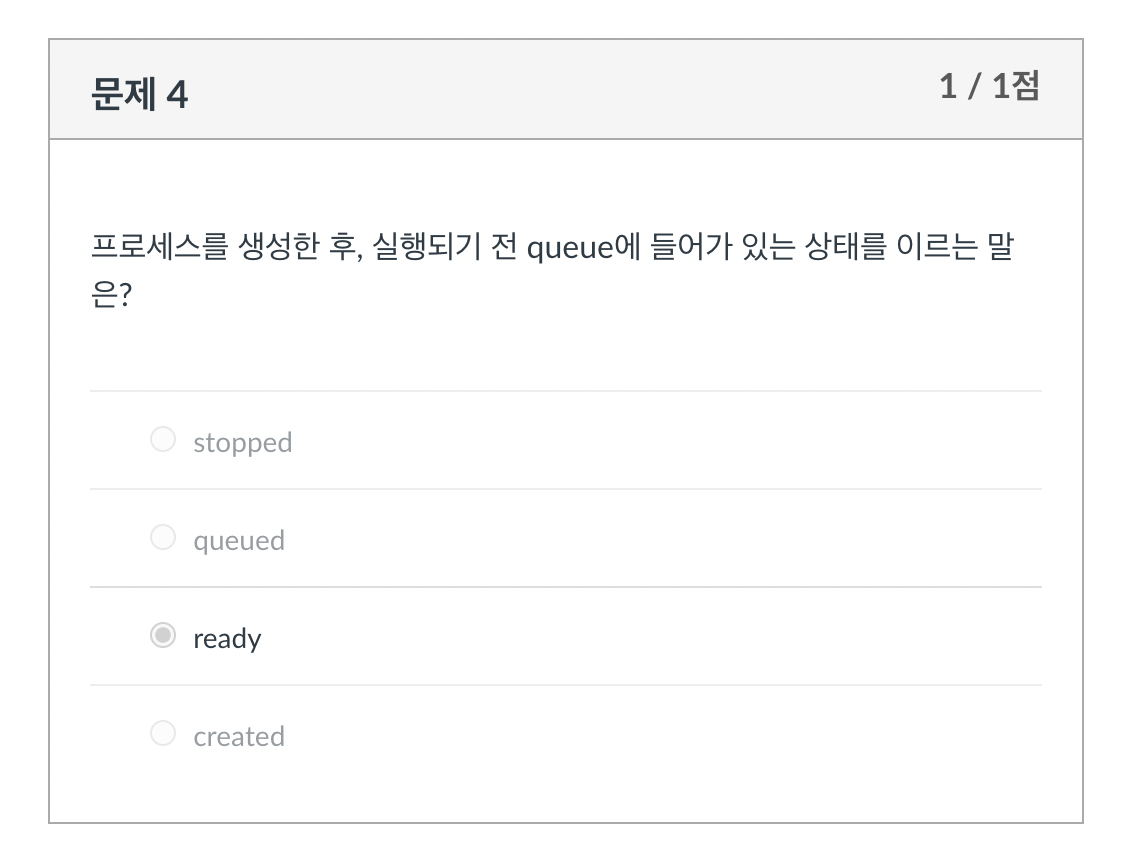 문제 4
1 / 1점
프로세스를 생성한 후, 실행되기 전 queue에 들어가 있는 상태를 이르는 말
은?
stopped
queued
ready
created